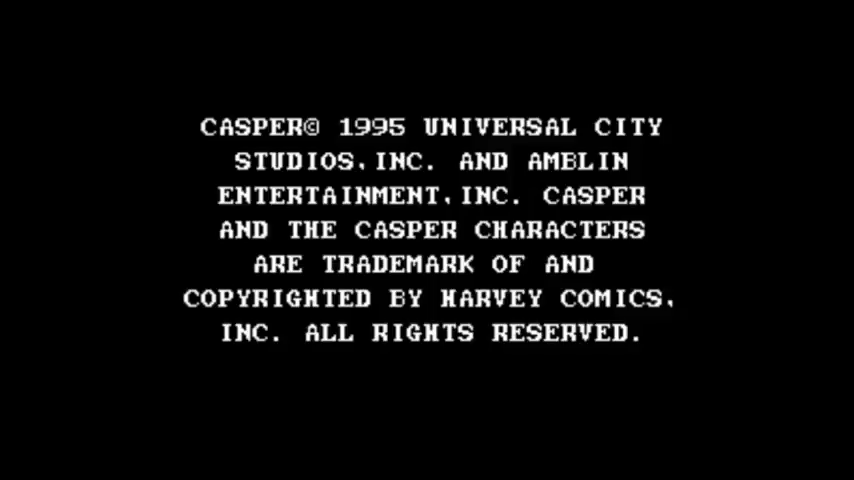 CASPER© 1995 UNIVERSAL CITY
STUDIOS,INC. AND AMBLIN
ENTERTAINMENT,INC. CASPER
AND THE CASPER CHARACTERS
ARE TRADEMARK OF AND
COPYRIGHTED BY HARVEY COMICS,
INC. ALL RIGHTS RESERVED.